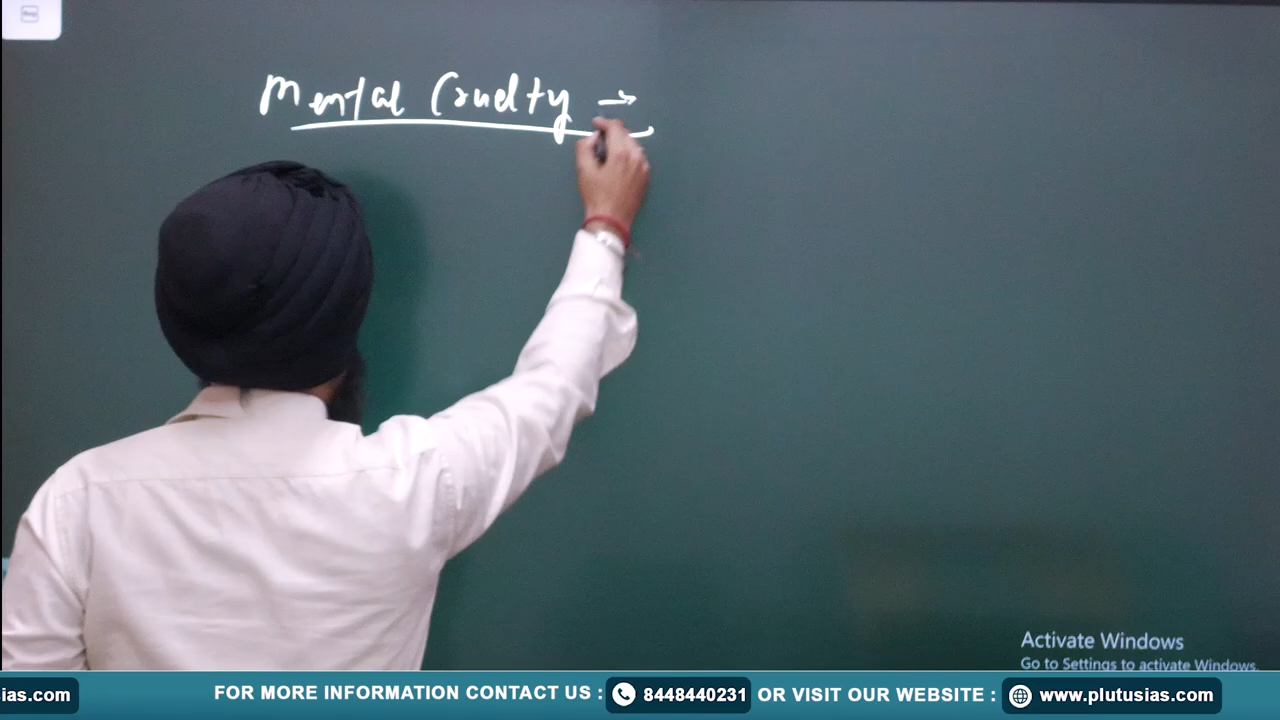 Mental Cruelty →
Activate Windows
Go to Settings to activate Windows.
ias.com FOR MORE INFORMATION CONTACT US : 8448440231 OR VISIT OUR WEBSITE : www.plutusias.com